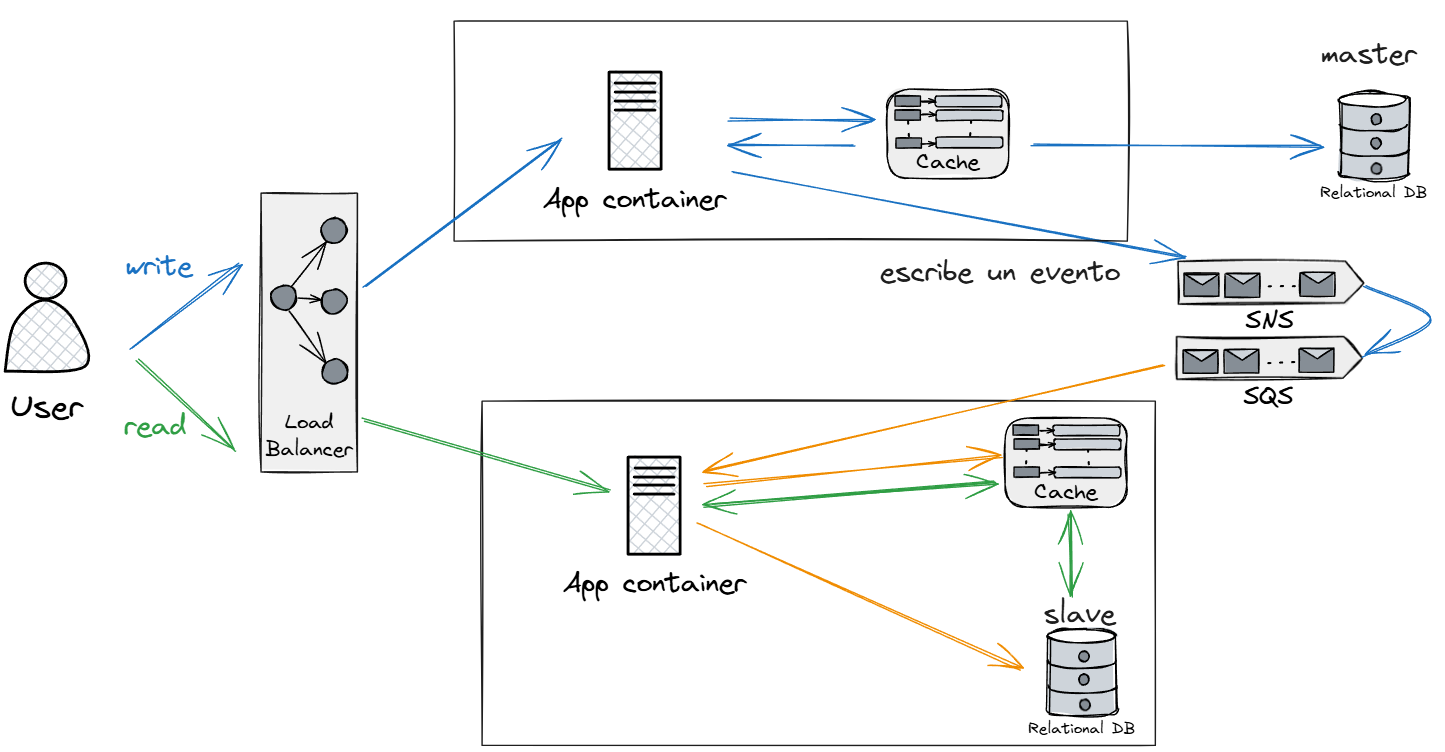 master
Cache
App container
Relational DB
write
escribe un evento
SNS
SQS
User
read
Load
Balancer
Cache
App container
slave
Relational DB